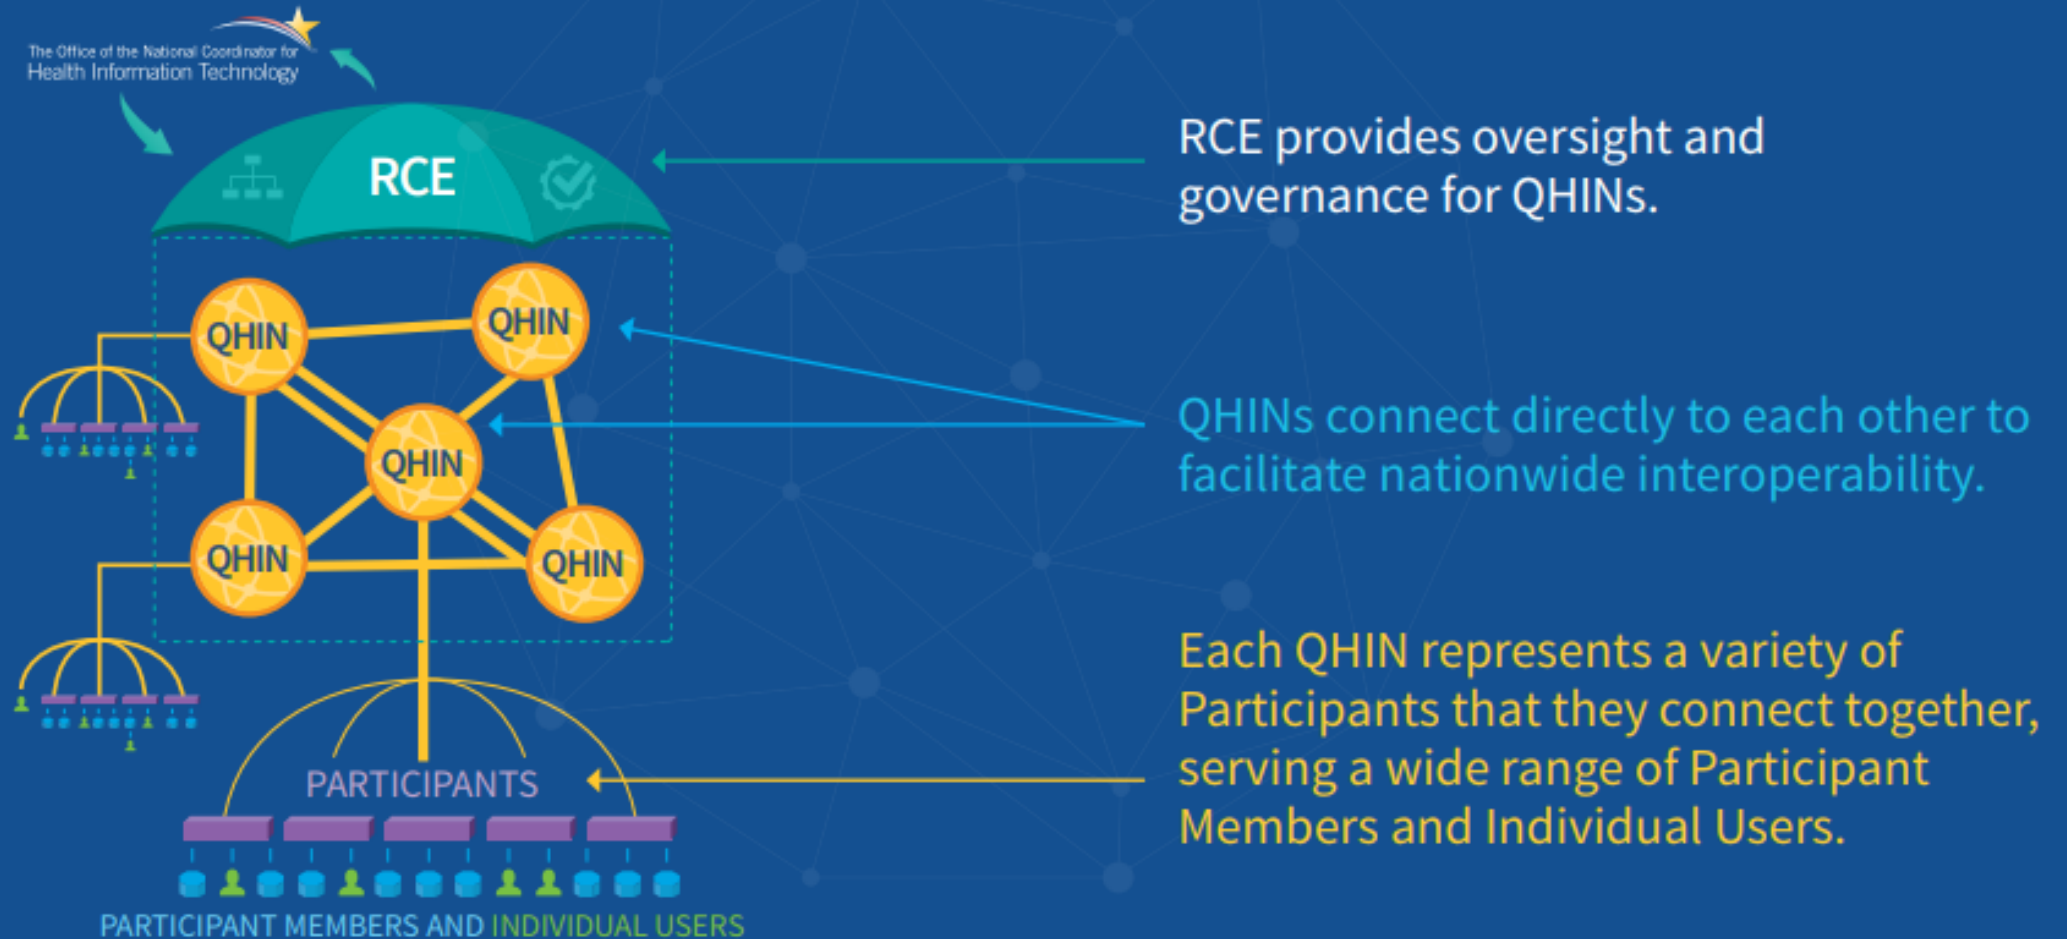 The Office of the National Coordinator for
Health Information Technology
RCE
RCE provides oversight and
governance for QHINs.
QHIN
QHIN
QHIN
QHIN
QHIN
QHINs connect directly to each other to
facilitate nationwide interoperability.
Each QHIN represents a variety of
Participants that they connect together,
serving a wide range of Participant
Members and Individual Users.
PARTICIPANTS
PARTICIPANT MEMBERS AND INDIVIDUAL USERS